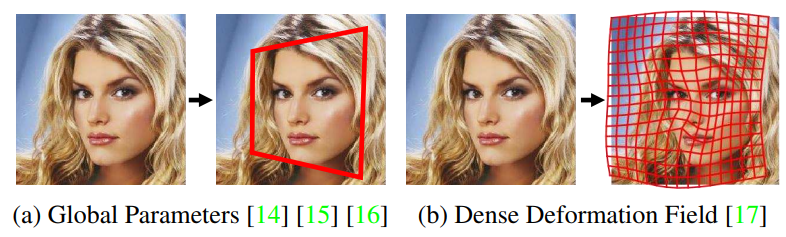 (a) Global Parameters [14] [15] [16]
(b) Dense Deformation Field [17]